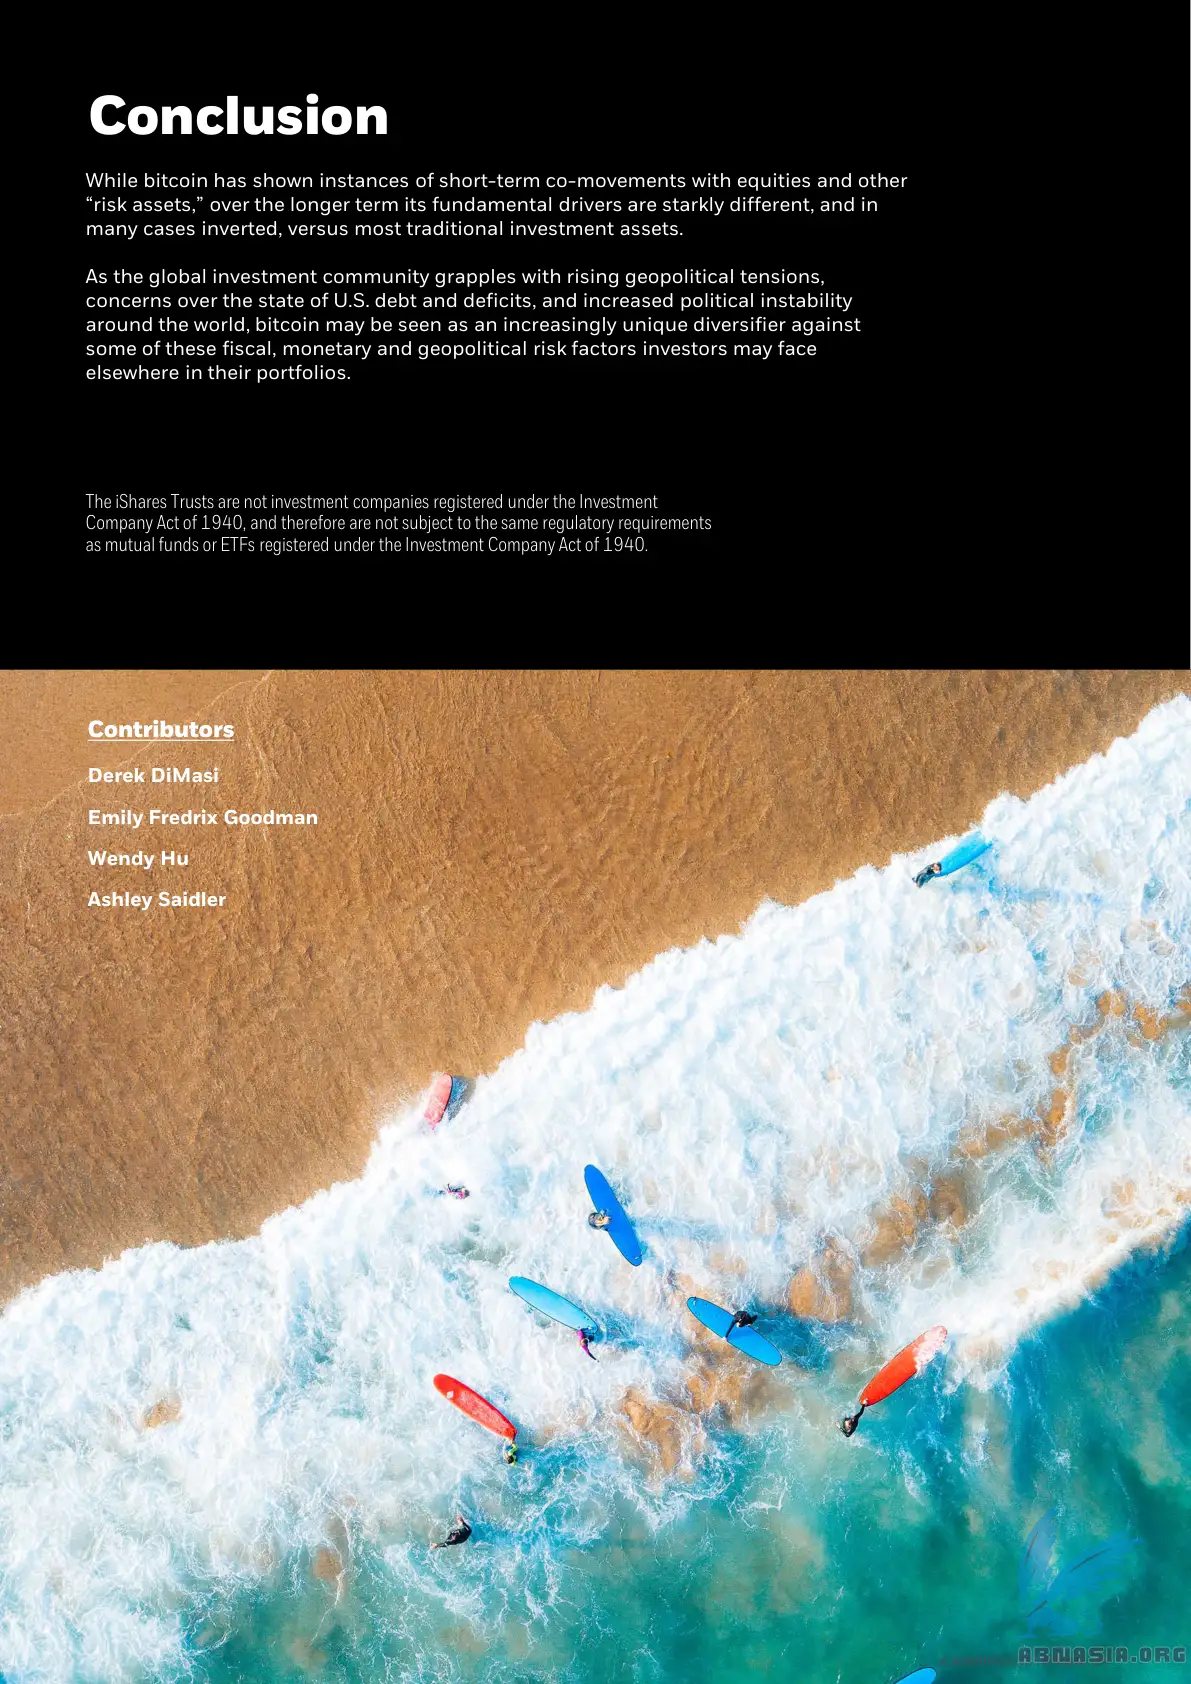 Conclusion
While bitcoin has shown instances of short-term co-movements with equities and other
“risk assets,” over the longer term its fundamental drivers are starkly different, and in
many cases inverted, versus most traditional investment assets.
As the global investment community grapples with rising geopolitical tensions,
concerns over the state of U.S. debt and deficits, and increased political instability
around the world, bitcoin may be seen as an increasingly unique diversifier against
some of these fiscal, monetary and geopolitical risk factors investors may face
elsewhere in their portfolios.
The iShares Trusts are not investment companies registered under the Investment
Company Act of 1940, and therefore are not subject to the same regulatory requirements
as mutual funds or ETFs registered under the Investment Company Act of 1940.
Contributors
Derek DiMasi
Emily Fredrix Goodman
Wendy Hu
Ashley Saidler
ABNASIA.ORG